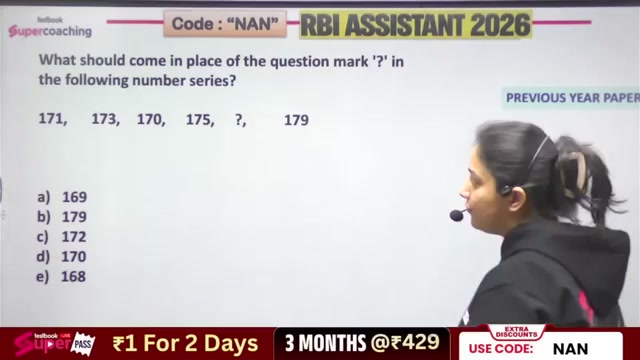 testbook
Supercoaching
Code : “NAN”
RBI ASSISTANT 2026
What should come in place of the question mark '?' in
the following number series?
PREVIOUS YEAR PAPER
171, 173, 170, 175, ?, 179
a) 169
b) 179
c) 172
d) 170
e) 168
testbook LIVE
Super PASS
₹1 For 2 Days
3 MONTHS @₹429
EXTRA
DISCOUNTS
USE CODE: NAN